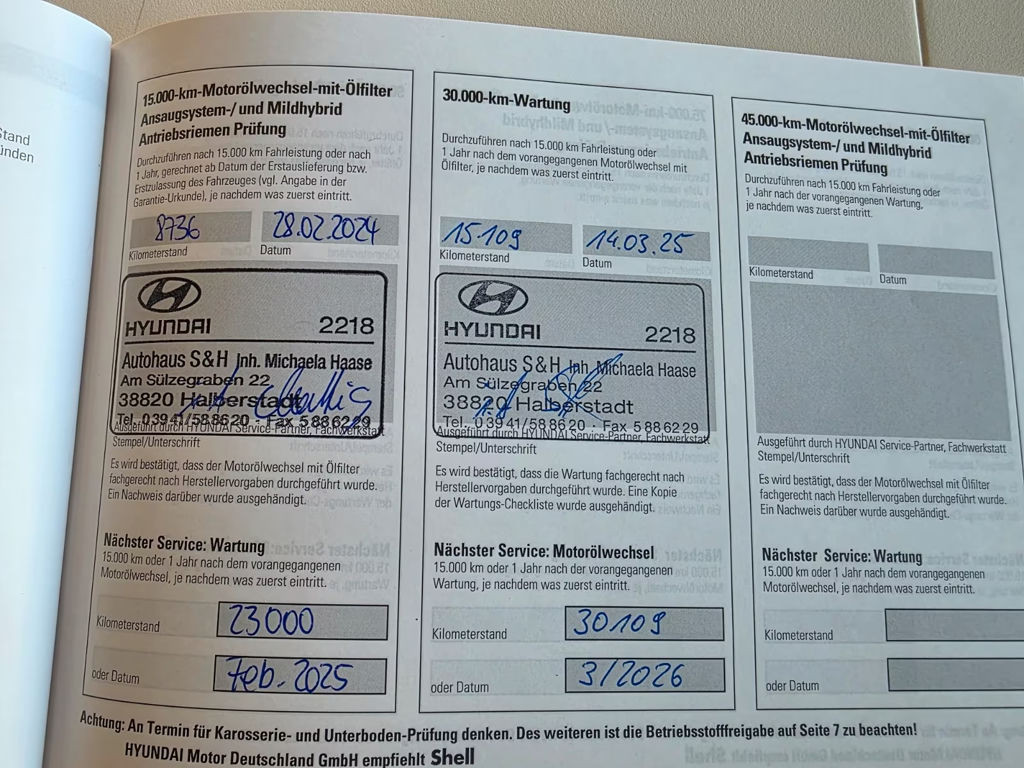 Stand
ünden
15.000-km-Motorölwechsel-mit-Ölfilter
Ansaugsystem-/ und Mildhybrid
Antriebsriemen Prüfung
Durchzuführen nach 15.000 km Fahrleistung oder nach
1 Jahr, gerechnet ab Datum der Erstauslieferung bzw.
Erstzulassung des Fahrzeuges (vgl. Angabe in der
Garantie-Urkunde), je nachdem was zuerst eintritt.
8736 28.02.2024
Kilometerstand Datum
HYUNDAI 2218
Autohaus S&H Inh. Michaela Haase
Am Sülzegraben 22
38820 Halberstadt
Tel. 03941/588620 · Fax 5886229
Ausgeführt durch HYUNDAI Service-Partner, Fachwerkstatt
Stempel/Unterschrift
Es wird bestätigt, dass der Motorölwechsel mit Ölfilter
fachgerecht nach Herstellervorgaben durchgeführt wurde.
Ein Nachweis darüber wurde ausgehändigt.
Nächster Service: Wartung
15.000 km oder 1 Jahr nach dem vorangegangenen
Motorölwechsel, je nachdem was zuerst eintritt.
Kilometerstand 23000
oder Datum Feb. 2025
30.000-km-Wartung
Durchzuführen nach 15.000 km Fahrleistung oder
1 Jahr nach dem vorangegangenen Motorölwechsel mit
Ölfilter, je nachdem was zuerst eintritt.
15.109 14.03.25
Kilometerstand Datum
HYUNDAI 2218
Autohaus S&H Inh. Michaela Haase
Am Sülzegraben 22
38820 Halberstadt
Tel. 03941/588620 · Fax 5886229
Ausgeführt durch HYUNDAI Service-Partner, Fachwerkstatt
Stempel/Unterschrift
Es wird bestätigt, dass die Wartung fachgerecht nach
Herstellervorgaben durchgeführt wurde. Eine Kopie
der Wartungs-Checkliste wurde ausgehändigt.
Nächster Service: Motorölwechsel
15.000 km oder 1 Jahr nach der vorangegangenen
Wartung, je nachdem was zuerst eintritt.
Kilometerstand 30109
oder Datum 3/2026
45.000-km-Motorölwechsel-mit-Ölfilter
Ansaugsystem-/ und Mildhybrid
Antriebsriemen Prüfung
Durchzuführen nach 15.000 km Fahrleistung oder
1 Jahr nach der vorangegangenen Wartung,
je nachdem was zuerst eintritt.
Kilometerstand Datum
Ausgeführt durch HYUNDAI Service-Partner, Fachwerkstatt
Stempel/Unterschrift
Es wird bestätigt, dass der Motorölwechsel mit Ölfilter
fachgerecht nach Herstellervorgaben durchgeführt wurde.
Ein Nachweis darüber wurde ausgehändigt.
Nächster Service: Wartung
15.000 km oder 1 Jahr nach dem vorangegangenen
Motorölwechsel, je nachdem was zuerst eintritt.
Kilometerstand
oder Datum
Achtung: An Termin für Karosserie- und Unterboden-Prüfung denken. Des weiteren ist die Betriebsstofffreigabe auf Seite 7 zu beachten!
HYUNDAI Motor Deutschland GmbH empfiehlt Shell